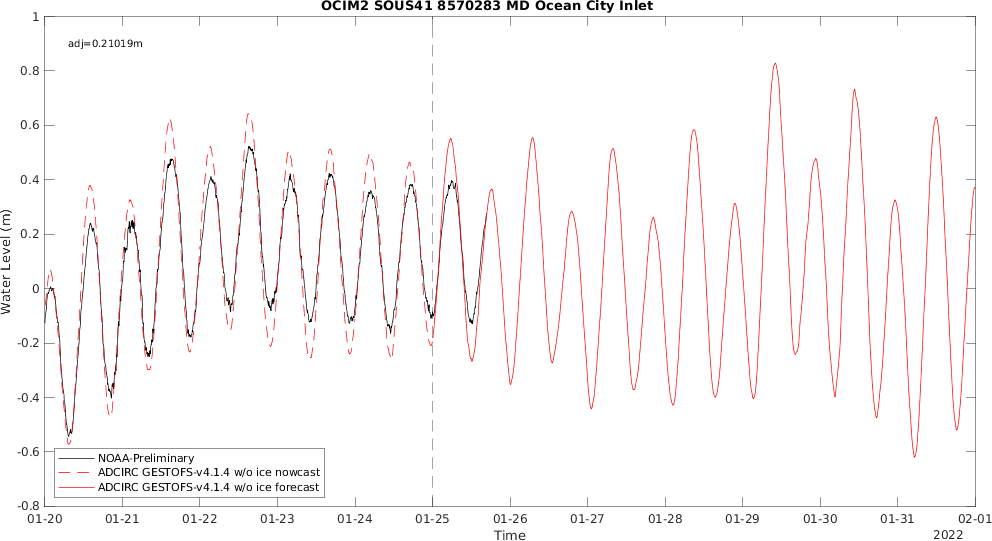 OCIM2 SOUS41 8570283 MD Ocean City Inlet
adj=0.21019m
1
0.8
0.6
0.4
0.2
0
-0.2
-0.4
-0.6
-0.8
Water Level (m)
NOAA-Preliminary
ADCIRC GESTOFS-v4.1.4 w/o ice nowcast
ADCIRC GESTOFS-v4.1.4 w/o ice forecast
01-20 01-21 01-22 01-23 01-24 01-25 01-26 01-27 01-28 01-29 01-30 01-31 02-01
Time
2022